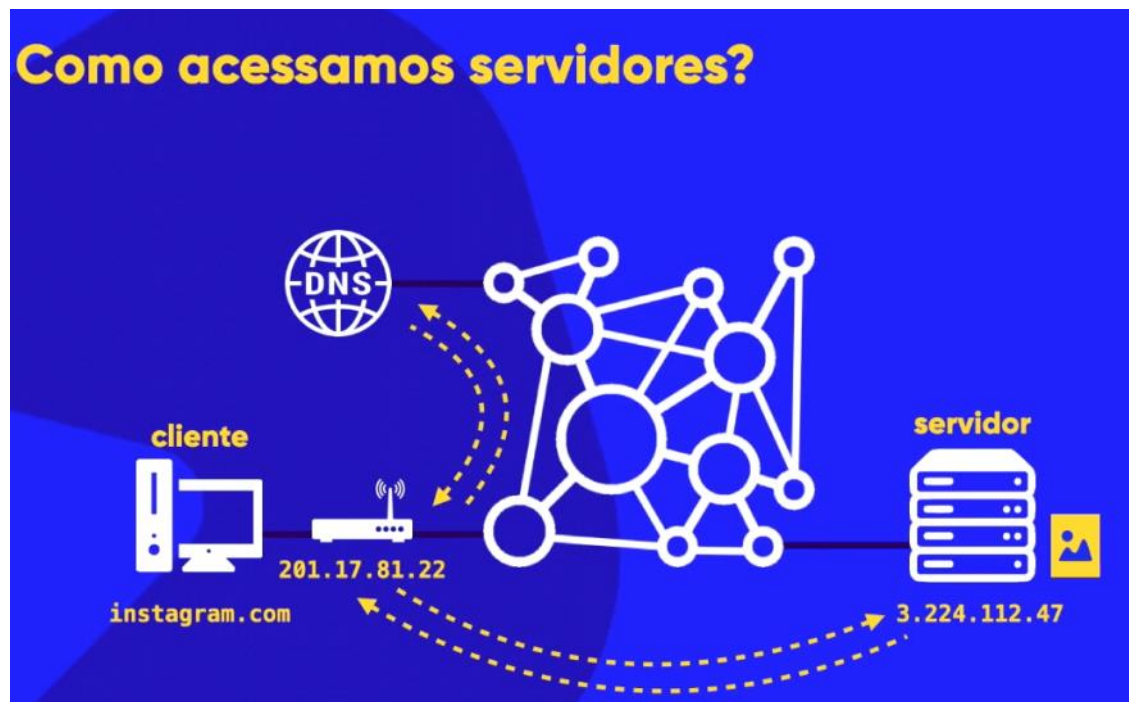 Como acessamos servidores?
DNS
cliente
servidor
201.17.81.22
instagram.com
3.224.112.47